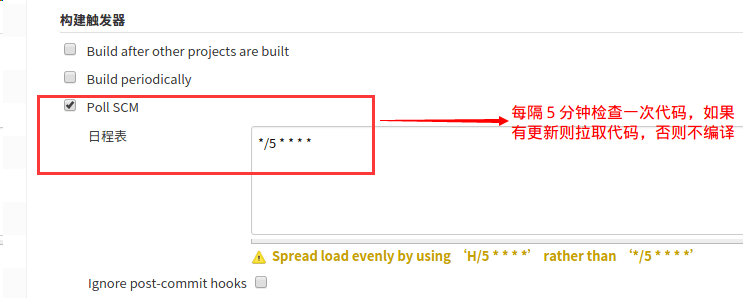 构建触发器
Build after other projects are built
Build periodically
Poll SCM
日程表
*/5 * * * *
每隔 5 分钟检查一次代码，如果
有更新则拉取代码，否则不编译
Spread load evenly by using ‘H/5 * * * *’ rather than ‘*/5 * * * *’
Ignore post-commit hooks